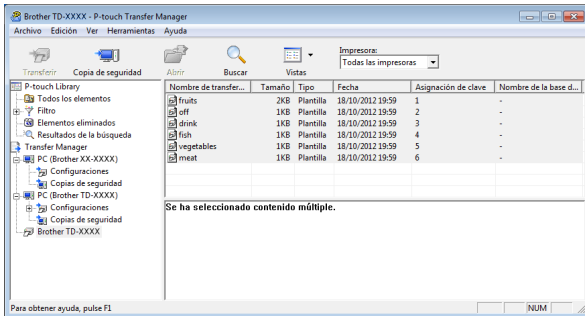 Brother TD-XXXX - P-touch Transfer Manager
Archivo Edición Ver Herramientas Ayuda
Transferir Copia de seguridad Abrir Buscar Vistas
Impresora:
Todas las impresoras
P-touch Library
Todos los elementos
Filtro
Elementos eliminados
Resultados de la búsqueda
Transfer Manager
PC (Brother XX-XXXX)
Configuraciones
Copias de seguridad
PC (Brother TD-XXXX)
Configuraciones
Copias de seguridad
Brother TD-XXXX
Nombre de transfer... Tamaño Tipo Fecha Asignación de clave Nombre de la base d...
fruits 2KB Plantilla 18/10/2012 19:59 1 -
off 1KB Plantilla 18/10/2012 19:59 2 -
drink 1KB Plantilla 18/10/2012 19:59 3 -
fish 1KB Plantilla 18/10/2012 19:59 4 -
vegetables 1KB Plantilla 18/10/2012 19:59 5 -
meat 1KB Plantilla 18/10/2012 19:59 6 -
Se ha seleccionado contenido múltiple.
Para obtener ayuda, pulse F1
NUM